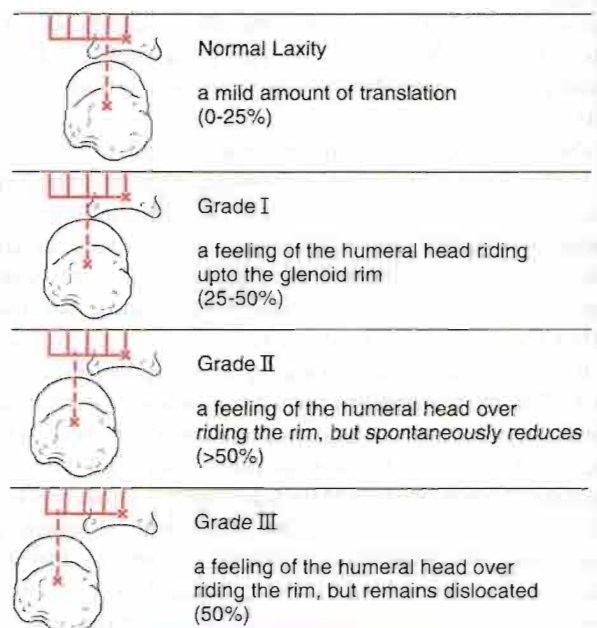 Normal Laxity
a mild amount of translation
(0-25%)
Grade I
a feeling of the humeral head riding
upto the glenoid rim
(25-50%)
Grade II
a feeling of the humeral head over
riding the rim, but spontaneously reduces
(>50%)
Grade III
a feeling of the humeral head over
riding the rim, but remains dislocated
(50%)